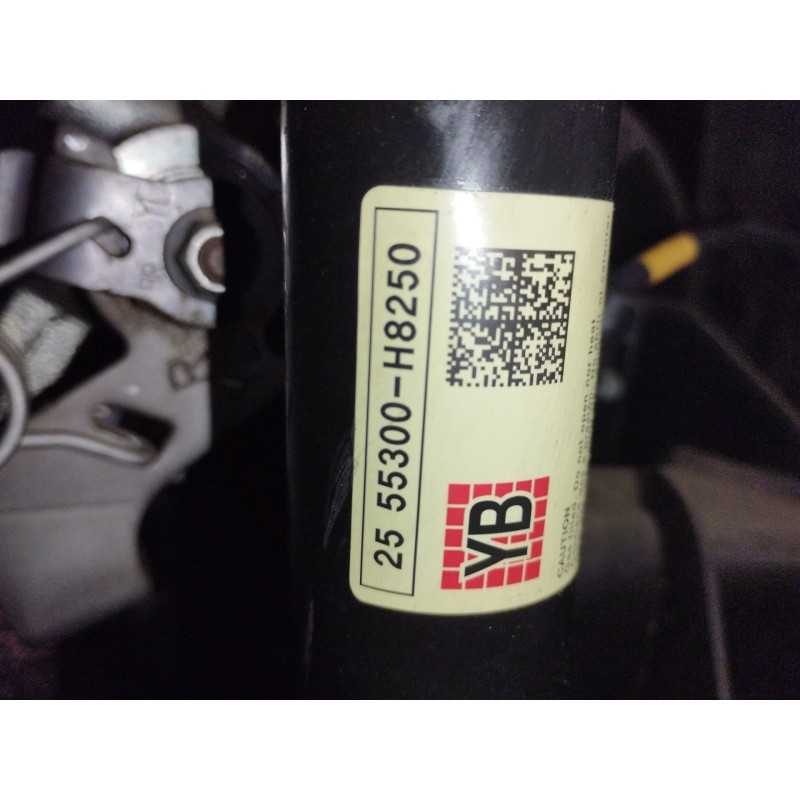 25 55300-H8250
YB
CAUTION
Do not open nor heat